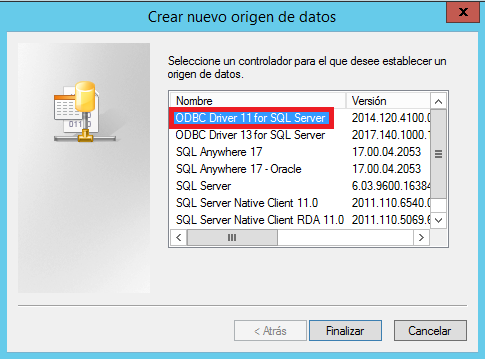 Crear nuevo origen de datos
x
Seleccione un controlador para el que desee establecer un
origen de datos.
Nombre Versión
ODBC Driver 11 for SQL Server 2014.120.4100.0
ODBC Driver 13 for SQL Server 2017.140.1000.1
SQL Anywhere 17 17.00.04.2053
SQL Anywhere 17 - Oracle 17.00.04.2053
SQL Server 6.03.9600.16384
SQL Server Native Client 11.0 2011.110.6540.0
SQL Server Native Client RDA 11.0 2011.110.5069.6
< Atrás Finalizar Cancelar